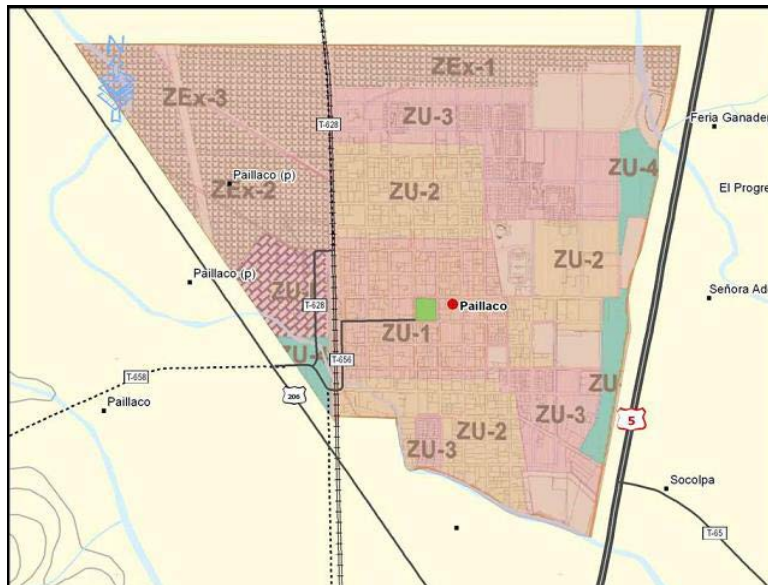 ZEx-1
ZEx-3
ZU-3
T-628
Feria Ganader
ZU-4
Paillaco (p)
ZEx-2
ZU-2
El Progre
ZU-2
Paillaco (p)
Señora Ad
T-628
Paillaco
ZU-1
T-656
T-658
206
Paillaco
ZU-3
5
ZU-2
ZU-3
Socolpa
T-65